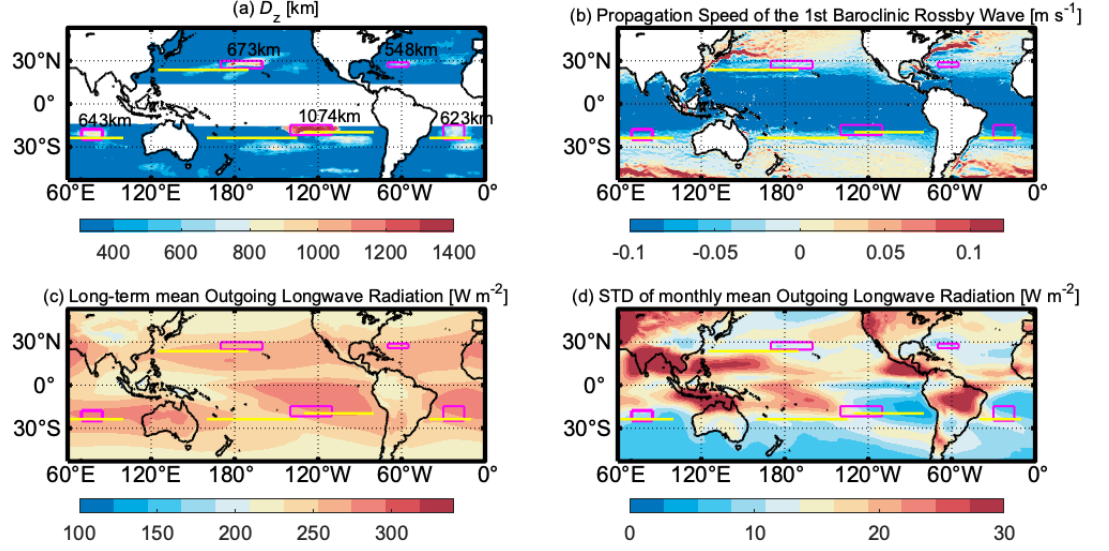 (a) Dz [km]
673km
548km
643km
1074km
623km
30°N
0°
30°S
60°E
120°E
180°W
120°W
60°W
0°
400
600
800
1000
1200
1400
(b) Propagation Speed of the 1st Baroclinic Rossby Wave [m s-1]
30°N
0°
30°S
60°E
120°E
180°W
120°W
60°W
0°
-0.1
-0.05
0
0.05
0.1
(c) Long-term mean Outgoing Longwave Radiation [W m-2]
30°N
0°
30°S
60°E
120°E
180°W
120°W
60°W
0°
100
150
200
250
300
(d) STD of monthly mean Outgoing Longwave Radiation [W m-2]
30°N
0°
30°S
60°E
120°E
180°W
120°W
60°W
0°
0
10
20
30